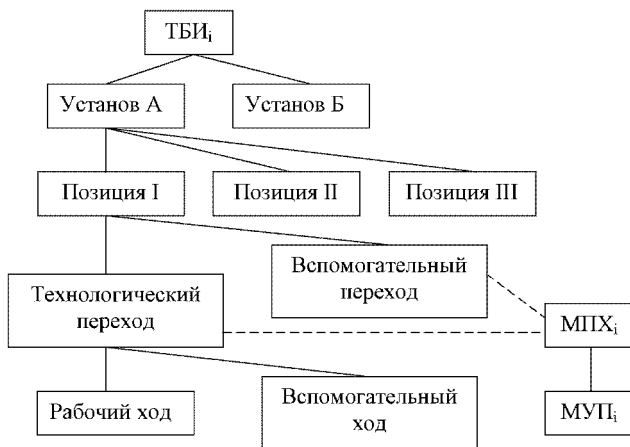 ТБИi
Установ А
Установ Б
Позиция I
Позиция II
Позиция III
Вспомогательный
переход
Технологический
переход
МПХi
Рабочий ход
Вспомогательный
ход
МУПi